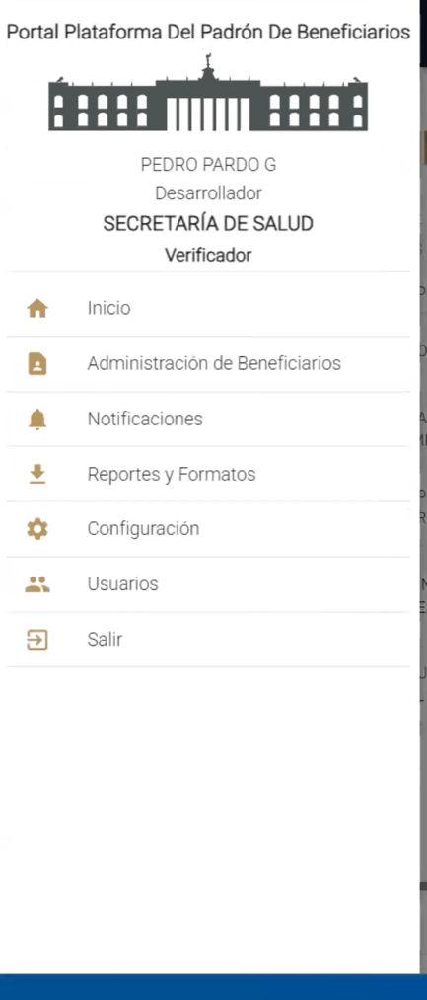 Portal Plataforma Del Padrón De Beneficiarios
PEDRO PARDO G
Desarrollador
SECRETARÍA DE SALUD
Verificador
Inicio
Administración de Beneficiarios
Notificaciones
Reportes y Formatos
Configuración
Usuarios
Salir